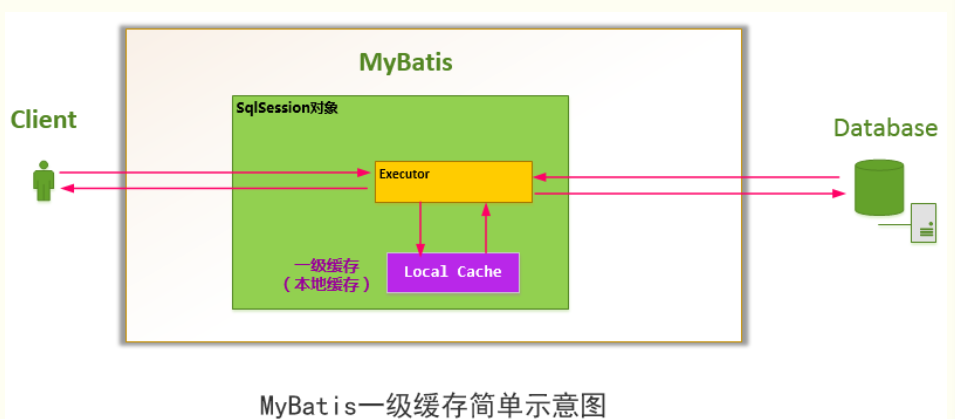 MyBatis
SqlSession对象
Client
Database
Executor
一级缓存
（本地缓存）
Local Cache
MyBatis一级缓存简单示意图